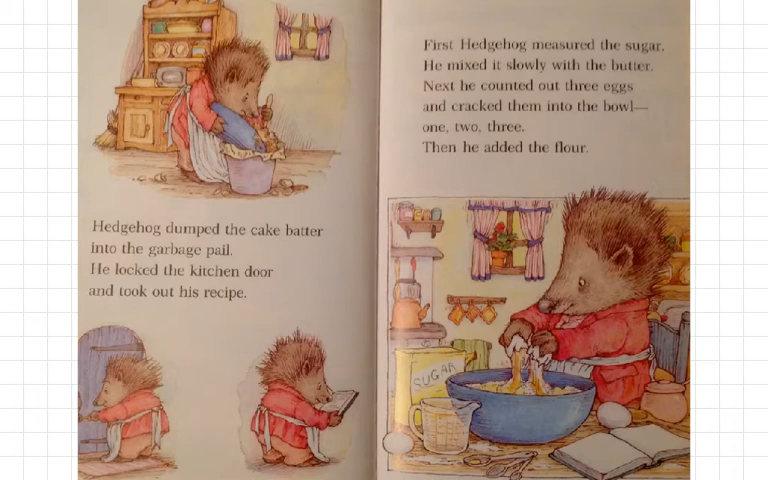 Hedgehog dumped the cake batter
into the garbage pail.
He locked the kitchen door
and took out his recipe.
First Hedgehog measured the sugar.
He mixed it slowly with the butter.
Next he counted out three eggs
and cracked them into the bowl—
one, two, three.
Then he added the flour.
SUGAR